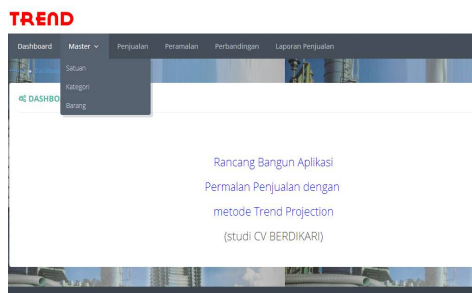 TREND
Dashboard Master Penjualan Peramalan Perbandingan Laporan Penjualan
Satuan
Kategori
Barang
DASHBO
Rancang Bangun Aplikasi
Permalan Penjualan dengan
metode Trend Projection
(studi CV BERDIKARI)